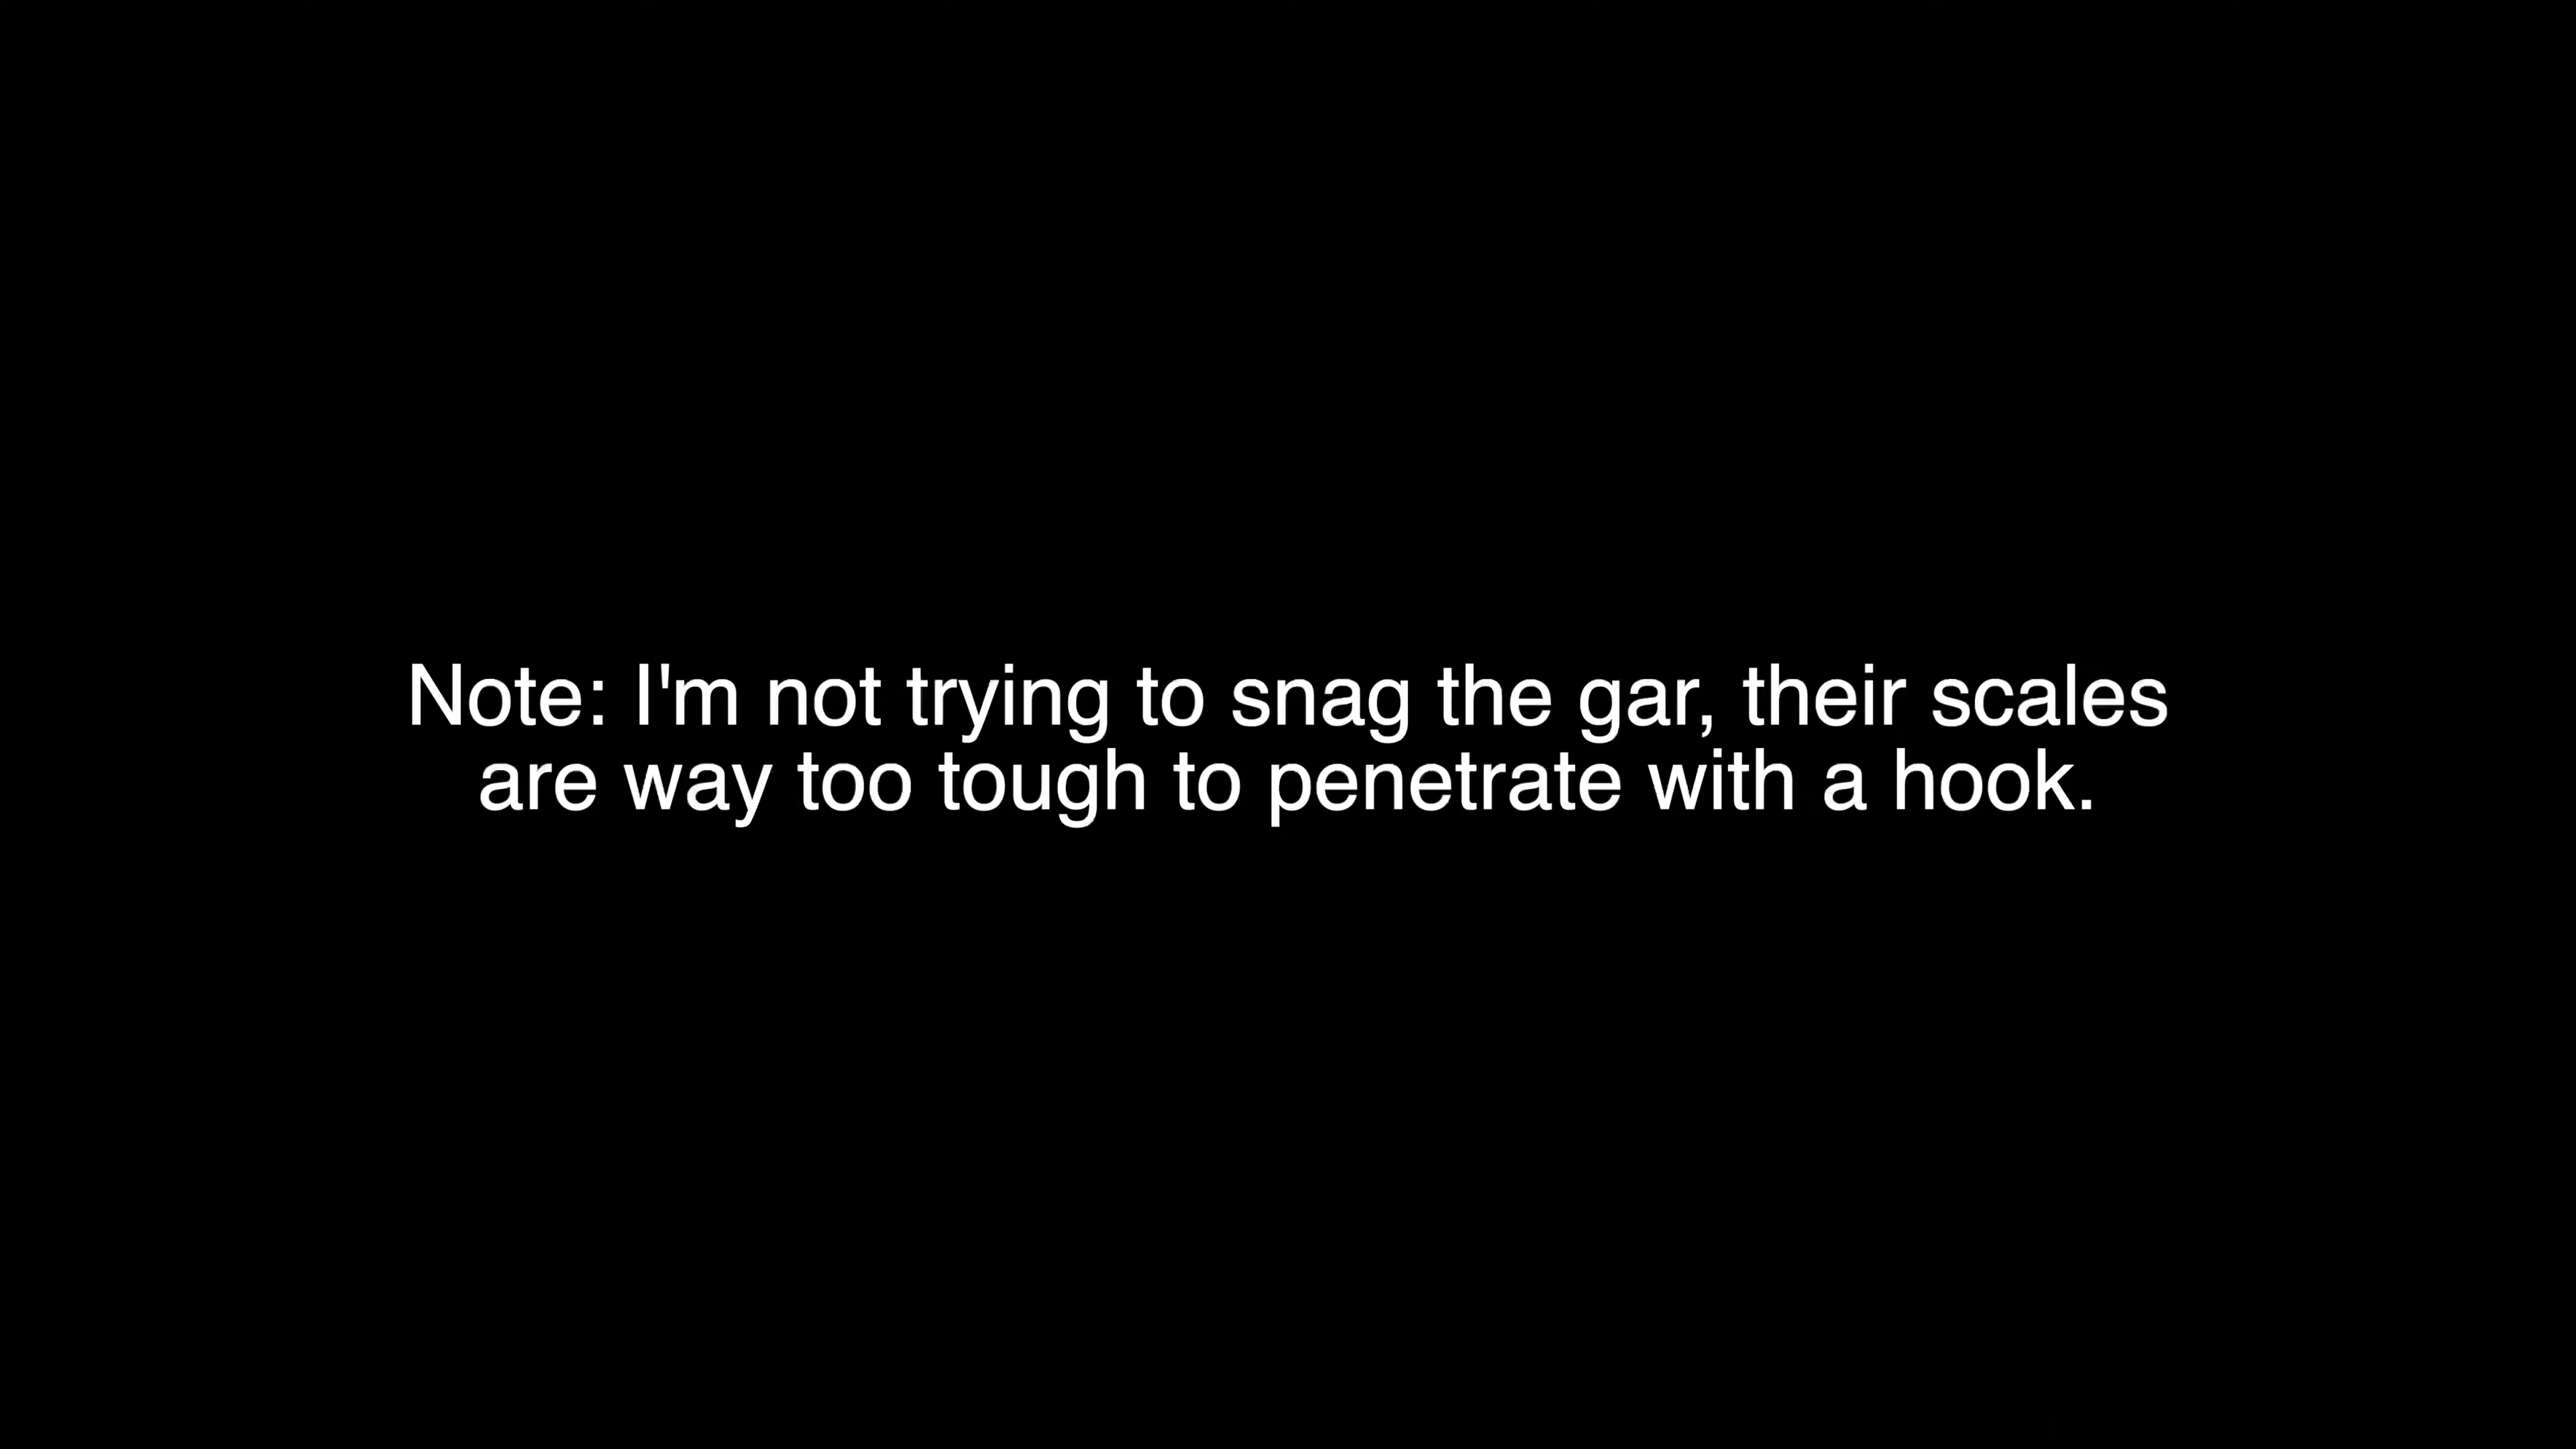 Note: I'm not trying to snag the gar, their scales
are way too tough to penetrate with a hook.